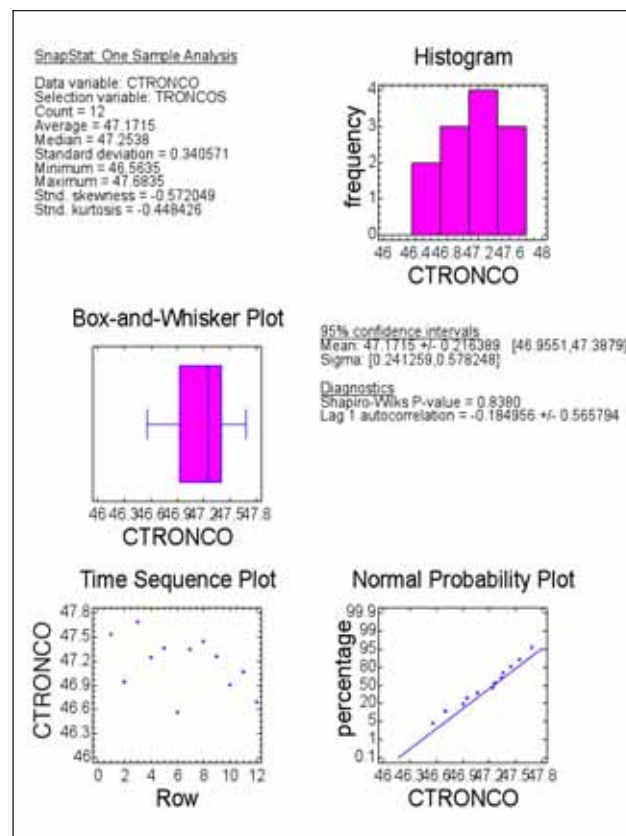 SnapStat: One Sample Analysis
Data variable: CTRONCO
Selection variable: TRONCOS
Count = 12
Average = 47.1715
Median = 47.2538
Standard deviation = 0.340571
Minimum = 46.5635
Maximum = 47.6835
Stnd. skewness = -0.572049
Stnd. kurtosis = -0.448426
Histogram
frequency
4
3
2
1
0
46 46.4 46.8 47.2 47.6 48
CTRONCO
Box-and-Whisker Plot
46 46.3 46.6 46.9 47.2 47.5 47.8
CTRONCO
95% confidence intervals
Mean: 47.1715 +/- 0.216389 [46.9551,47.3879]
Sigma: [0.241259,0.578248]
Diagnostics
Shapiro-Wilks P-value = 0.8380
Lag 1 autocorrelation = -0.184956 +/- 0.565794
Time Sequence Plot
CTRONCO
47.8
47.5
47.2
46.9
46.6
46.3
46
0 2 4 6 8 10 12
Row
Normal Probability Plot
percentage
99.9
99
95
80
50
20
5
1
0.1
46 46.3 46.6 46.9 47.2 47.5 47.8
CTRONCO